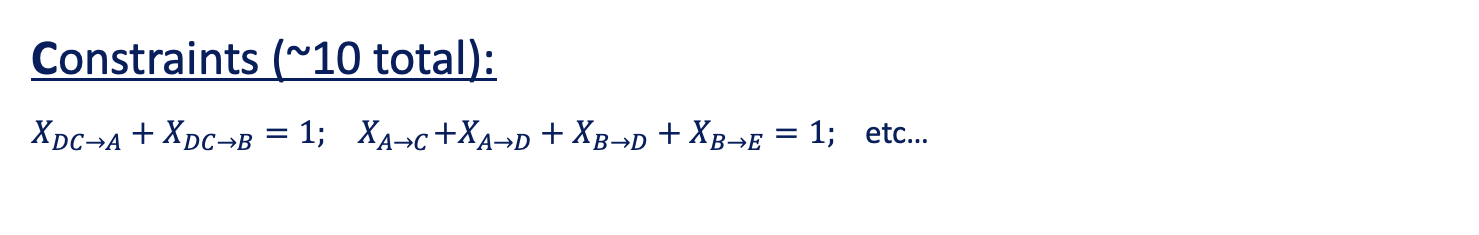 Constraints (~10 total):
X_{DC→A} + X_{DC→B} = 1; X_{A→C}+X_{A→D} + X_{B→D} + X_{B→E} = 1; etc...